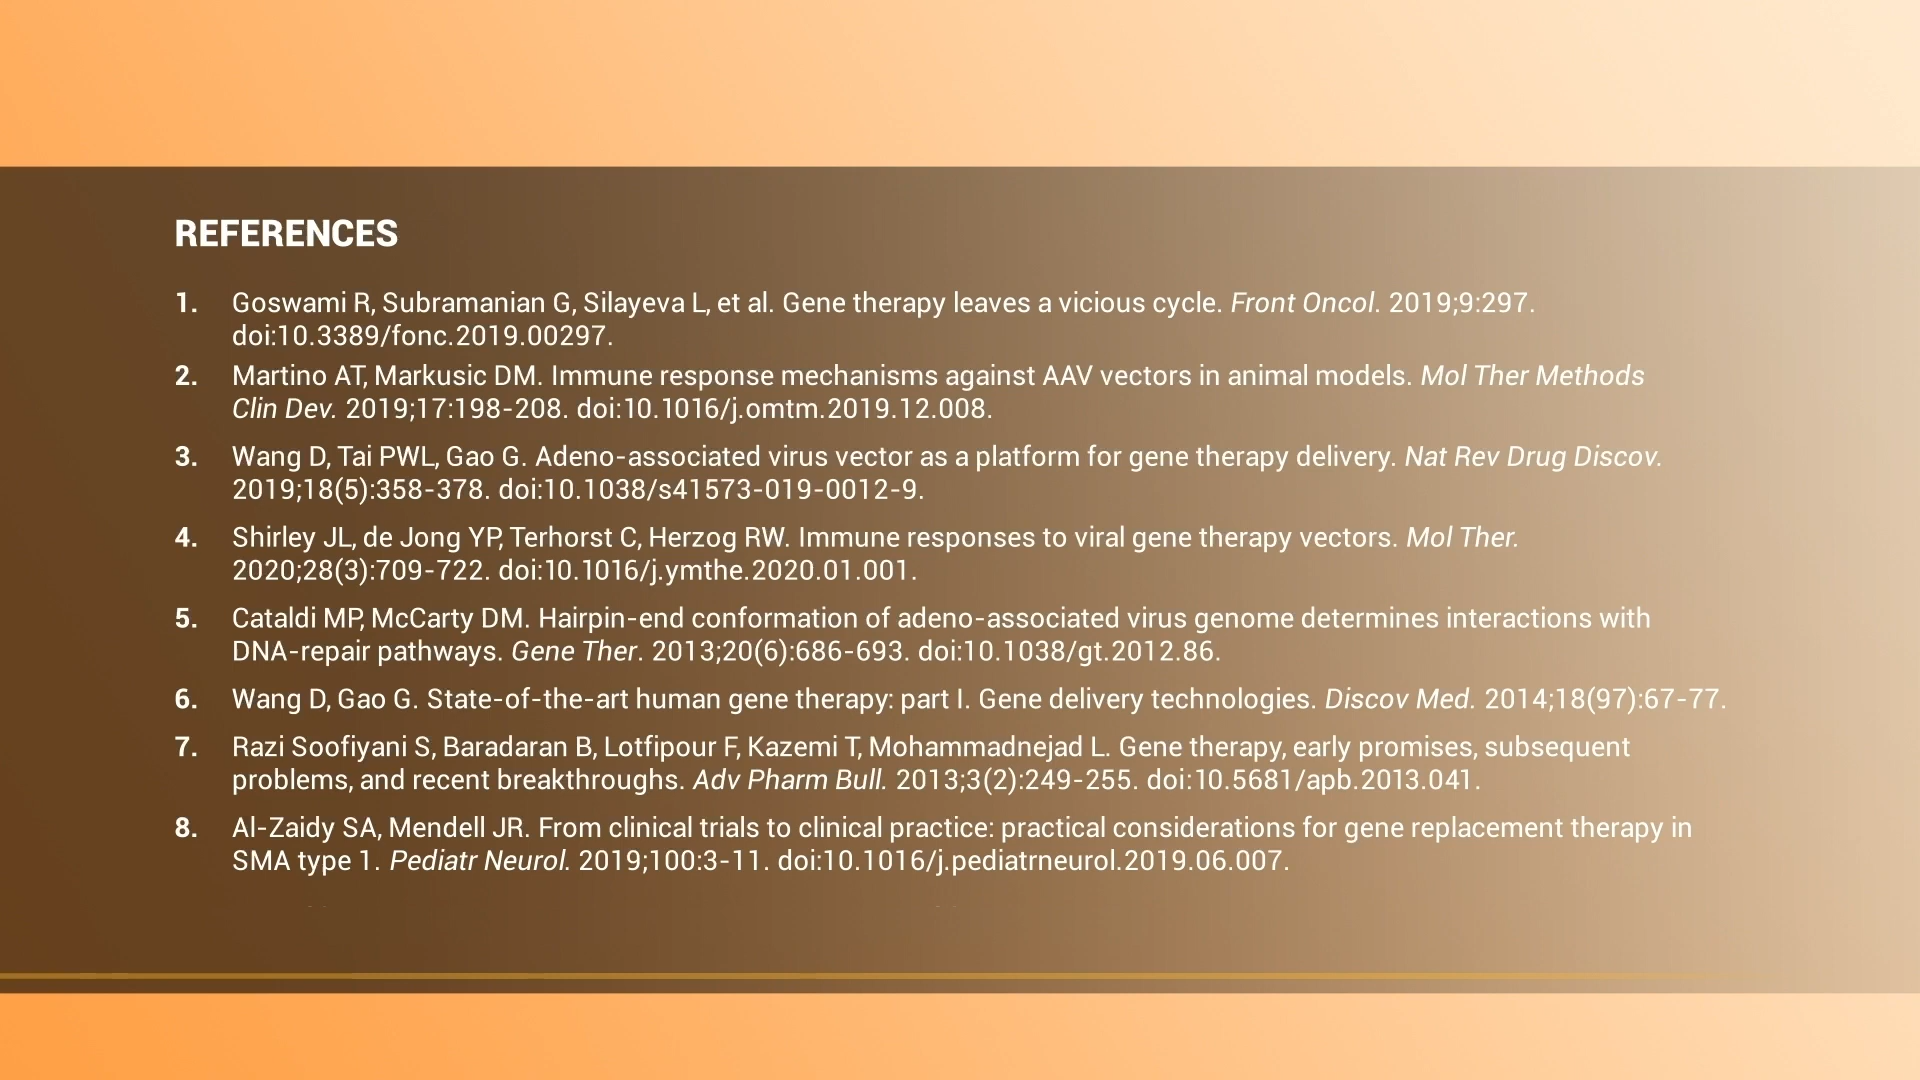 REFERENCES
1. Goswami R, Subramanian G, Silayeva L, et al. Gene therapy leaves a vicious cycle. Front Oncol. 2019;9:297.
doi:10.3389/fonc.2019.00297.
2. Martino AT, Markusic DM. Immune response mechanisms against AAV vectors in animal models. Mol Ther Methods
Clin Dev. 2019;17:198-208. doi:10.1016/j.omtm.2019.12.008.
3. Wang D, Tai PWL, Gao G. Adeno-associated virus vector as a platform for gene therapy delivery. Nat Rev Drug Discov.
2019;18(5):358-378. doi:10.1038/s41573-019-0012-9.
4. Shirley JL, de Jong YP, Terhorst C, Herzog RW. Immune responses to viral gene therapy vectors. Mol Ther.
2020;28(3):709-722. doi:10.1016/j.ymthe.2020.01.001.
5. Cataldi MP, McCarty DM. Hairpin-end conformation of adeno-associated virus genome determines interactions with
DNA-repair pathways. Gene Ther. 2013;20(6):686-693. doi:10.1038/gt.2012.86.
6. Wang D, Gao G. State-of-the-art human gene therapy: part I. Gene delivery technologies. Discov Med. 2014;18(97):67-77.
7. Razi Soofiyani S, Baradaran B, Lotfipour F, Kazemi T, Mohammadnejad L. Gene therapy, early promises, subsequent
problems, and recent breakthroughs. Adv Pharm Bull. 2013;3(2):249-255. doi:10.5681/apb.2013.041.
8. Al-Zaidy SA, Mendell JR. From clinical trials to clinical practice: practical considerations for gene replacement therapy in
SMA type 1. Pediatr Neurol. 2019;100:3-11. doi:10.1016/j.pediatrneurol.2019.06.007.